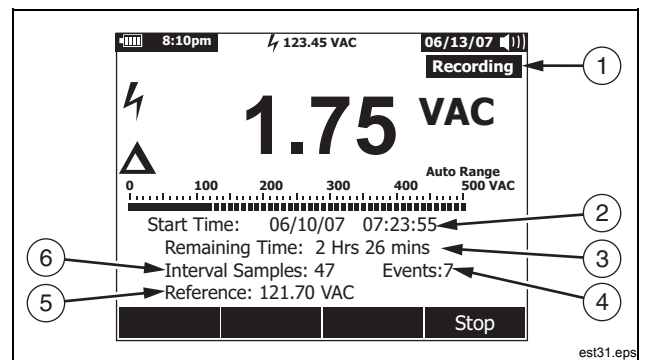 8:10pm 123.45 VAC 06/13/07
Recording 1
1.75 VAC
Auto Range
0 100 200 300 400 500 VAC
Start Time: 06/10/07 07:23:55 2
Remaining Time: 2 Hrs 26 mins 3
6 Interval Samples: 47 Events:7 4
5 Reference: 121.70 VAC
Stop
est31.eps